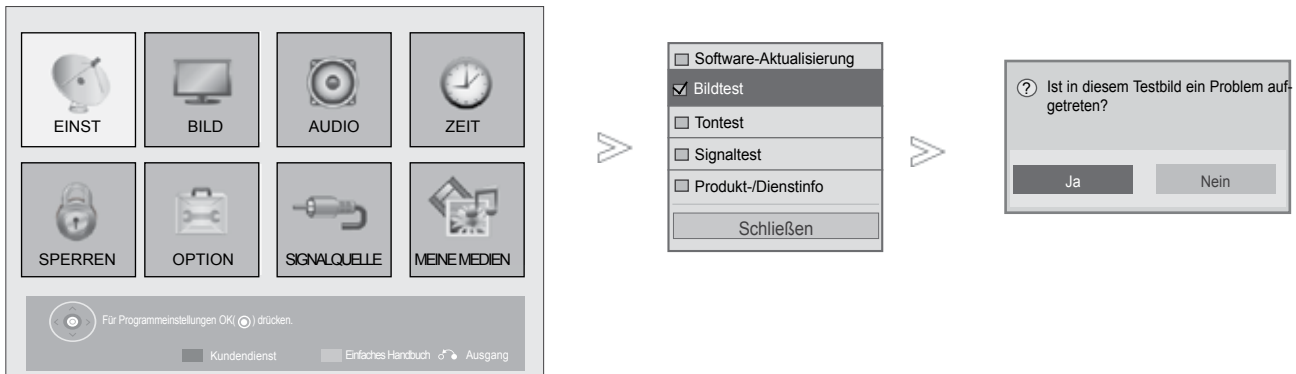 EINST
BILD
AUDIO
ZEIT
SPERREN
OPTION
SIGNALQUELLE
MEINE MEDIEN
Für Programmeinstellungen OK( ) drücken.
Kundendienst
Einfaches Handbuch
Ausgang
Software-Aktualisierung
Bildtest
Tontest
Signaltest
Produkt-/Dienstinfo
Schließen
? Ist in diesem Testbild ein Problem auf-
getreten?
Ja
Nein